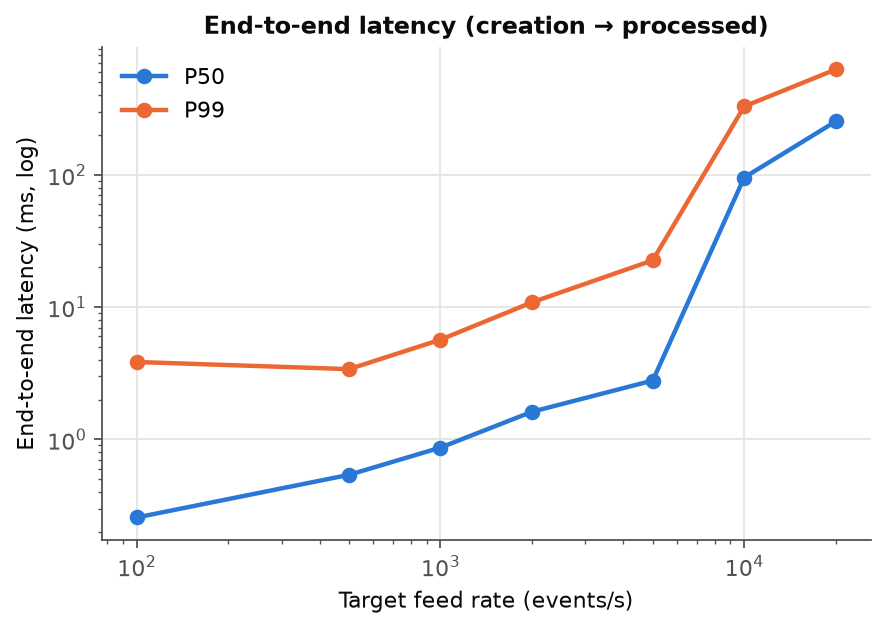 End-to-end latency (creation → processed)
P50
P99
End-to-end latency (ms, log)
10²
10¹
10⁰
10² 10³ 10⁴
Target feed rate (events/s)